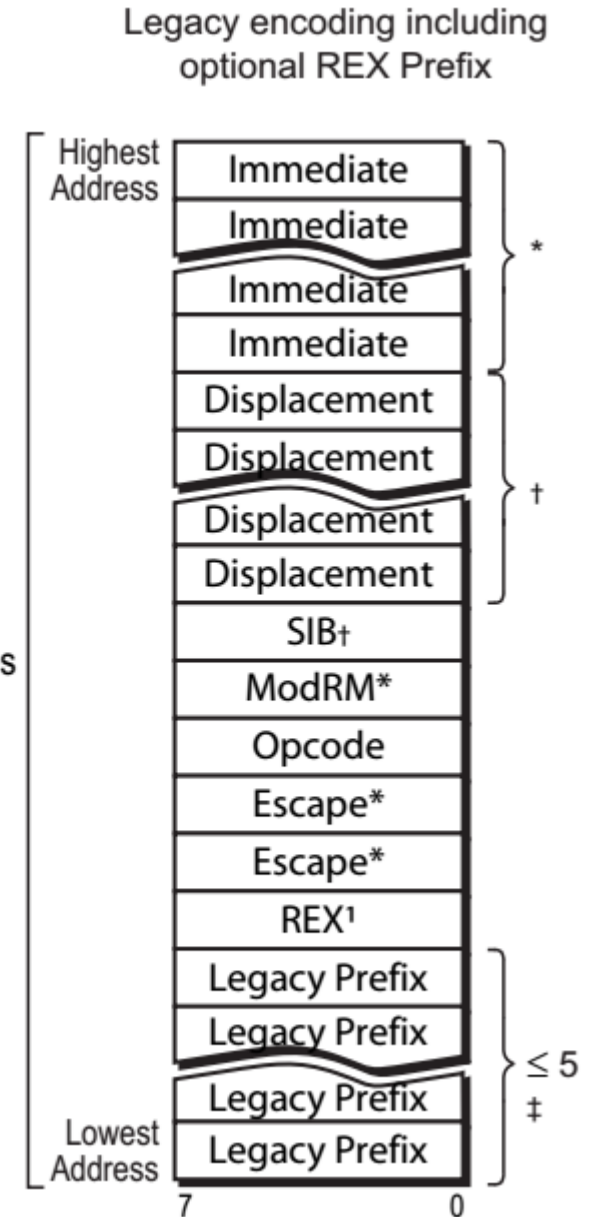 Legacy encoding including
optional REX Prefix
Highest
Address
Immediate
Immediate
*
Immediate
Immediate
Displacement
Displacement
†
Displacement
Displacement
SIB†
s
ModRM*
Opcode
Escape*
Escape*
REX¹
Legacy Prefix
Legacy Prefix
≤ 5
‡
Legacy Prefix
Lowest
Address
Legacy Prefix
7 0